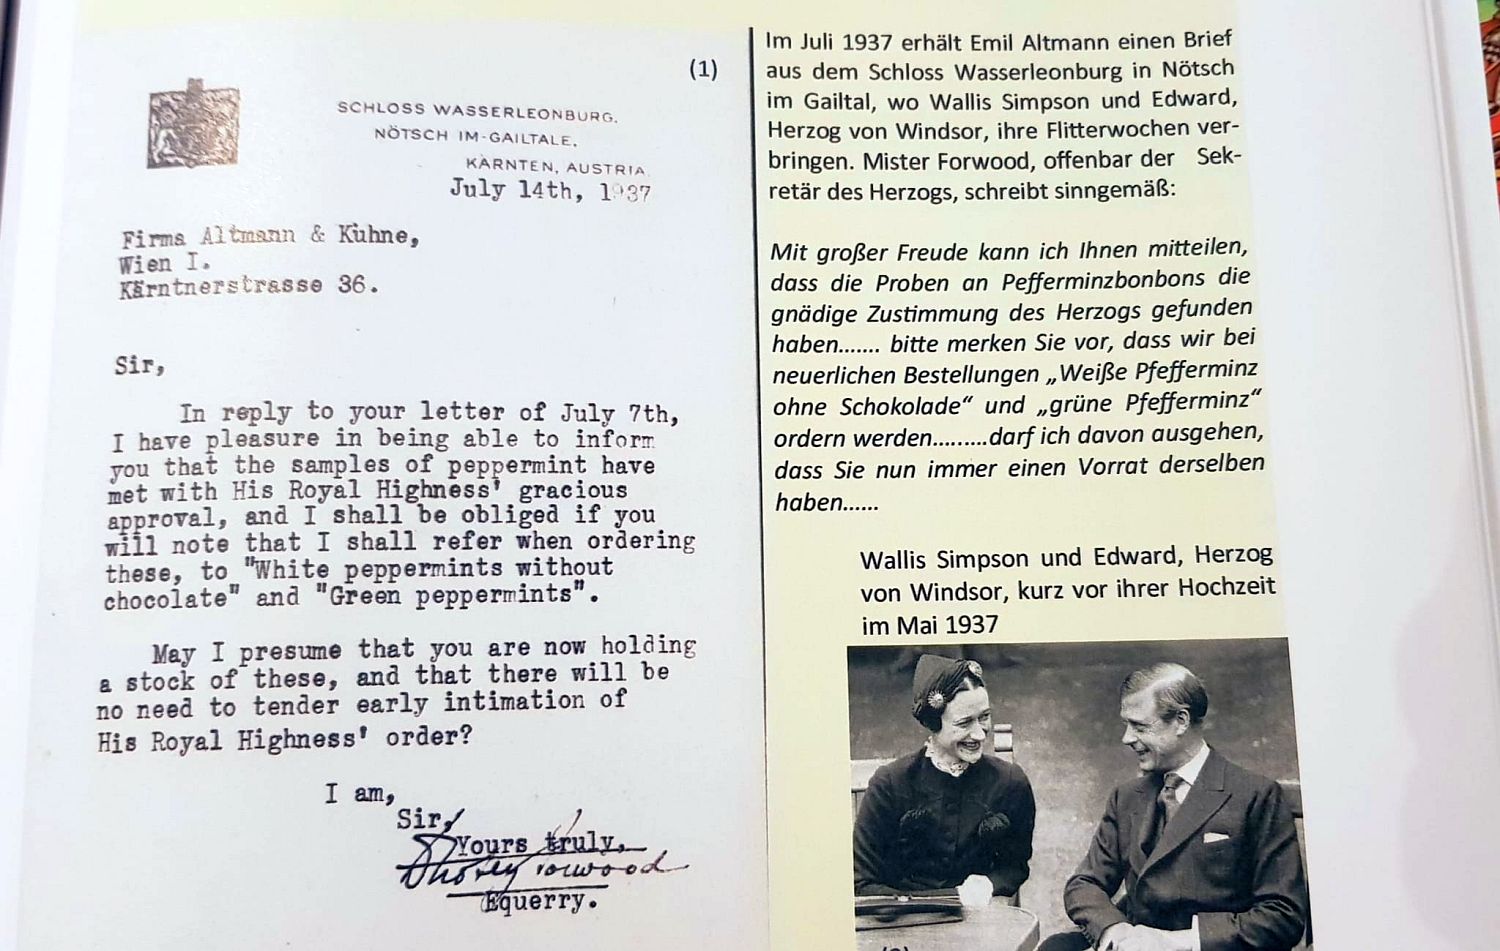 (1)
SCHLOSS WASSERLEONBURG.
NÖTSCH IM-GAILTALE,
KÄRNTEN, AUSTRIA.
July 14th, 1937
Firma Altmann & Kuhne,
Wien I.
Kärntnerstrasse 36.
Sir,
In reply to your letter of July 7th,
I have pleasure in being able to inform
you that the samples of peppermint have
met with His Royal Highness' gracious
approval, and I shall be obliged if you
will note that I shall refer when ordering
these, to "White peppermints without
chocolate" and "Green peppermints".
May I presume that you are now holding
a stock of these, and that there will be
no need to tender early intimation of
His Royal Highness' order?
I am,
Sir,
Yours truly,
Forwood
Equerry.
Im Juli 1937 erhält Emil Altmann einen Brief
aus dem Schloss Wasserleonburg in Nötsch
im Gailtal, wo Wallis Simpson und Edward,
Herzog von Windsor, ihre Flitterwochen ver-
bringen. Mister Forwood, offenbar der Sek-
retär des Herzogs, schreibt sinngemäß:
Mit großer Freude kann ich Ihnen mitteilen,
dass die Proben an Pefferminzbonbons die
gnädige Zustimmung des Herzogs gefunden
haben....... bitte merken Sie vor, dass wir bei
neuerlichen Bestellungen „Weiße Pfefferminz
ohne Schokolade“ und „grüne Pfefferminz“
ordern werden.........darf ich davon ausgehen,
dass Sie nun immer einen Vorrat derselben
haben......
Wallis Simpson und Edward, Herzog
von Windsor, kurz vor ihrer Hochzeit
im Mai 1937